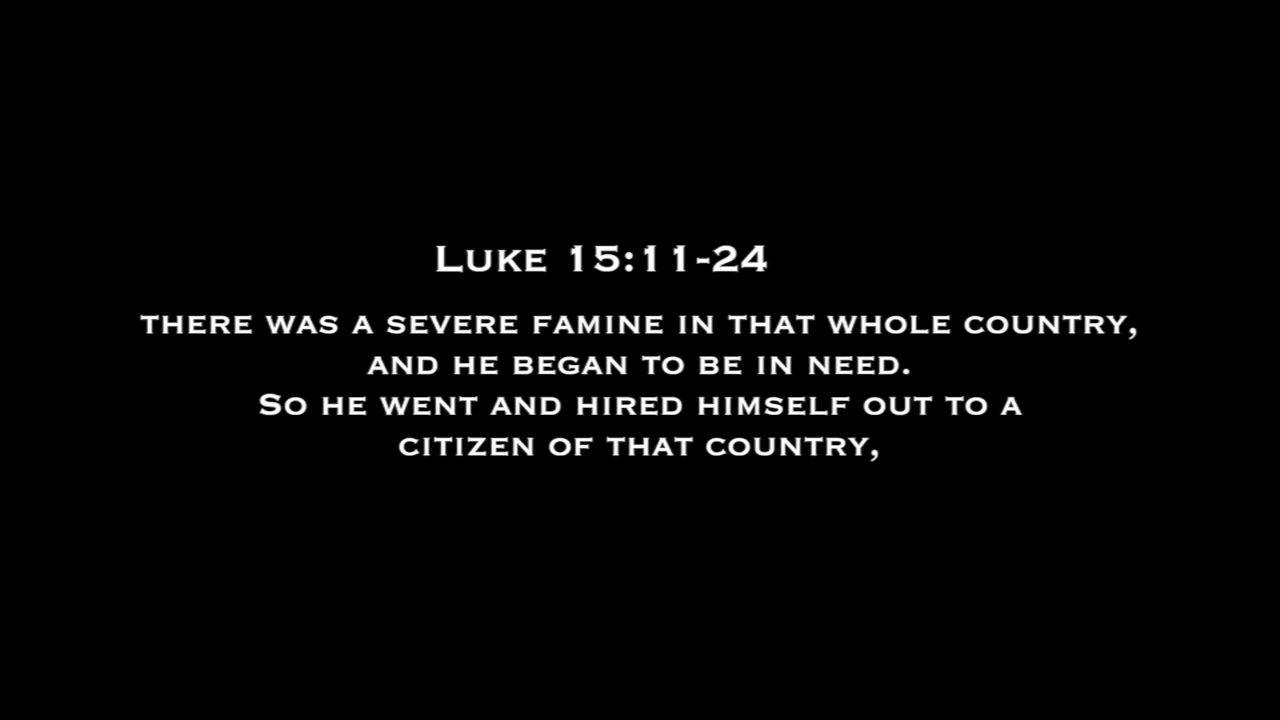 Luke 15:11-24
there was a severe famine in that whole country,
and he began to be in need.
So he went and hired himself out to a
citizen of that country,